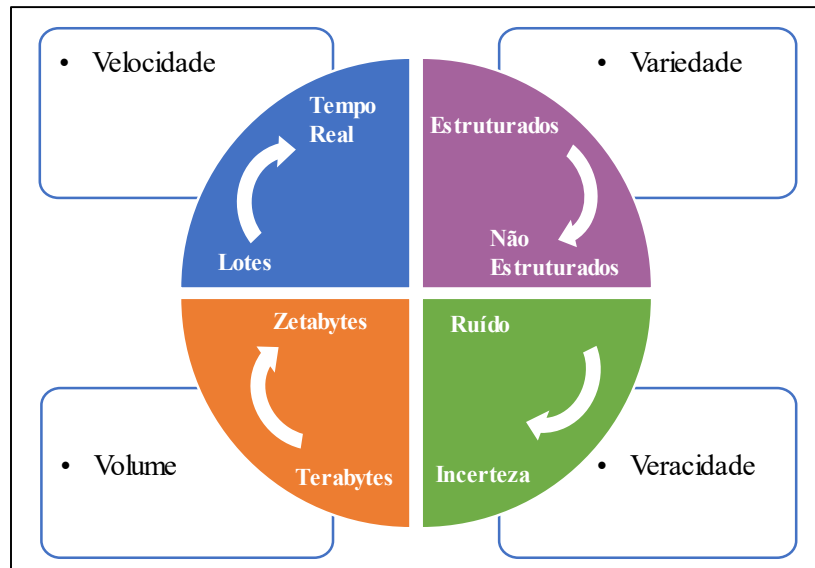 • Velocidade
• Variedade
Tempo
Real
Lotes
Estruturados
Não
Estruturados
Zetabytes
Terabytes
Ruído
Incerteza
• Volume
• Veracidade